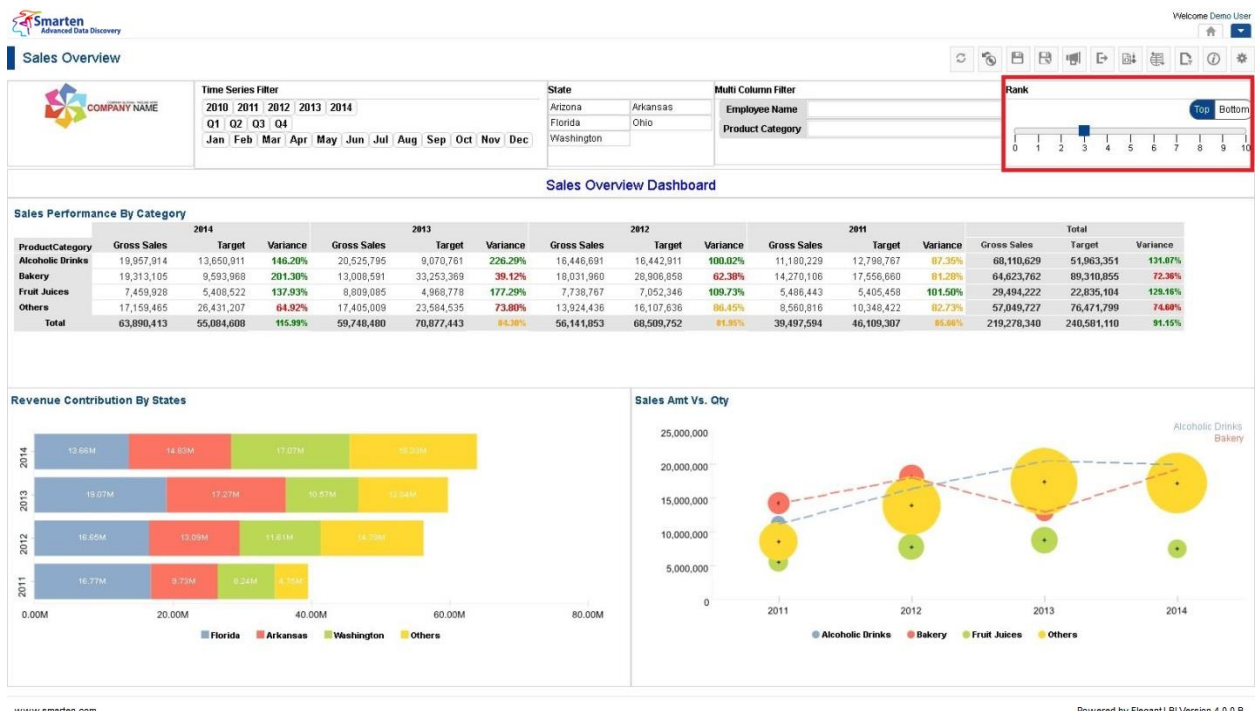 Smarten
Advanced Data Discovery
Welcome Demo User
Sales Overview
COMPANY NAME
Time Series Filter
2010 2011 2012 2013 2014
Q1 Q2 Q3 Q4
Jan Feb Mar Apr May Jun Jul Aug Sep Oct Nov Dec
State
Arizona Arkansas
Florida Ohio
Washington
Multi Column Filter
Employee Name
Product Category
Rank
Top Bottom
0 1 2 3 4 5 6 7 8 9 10
Sales Overview Dashboard
Sales Performance By Category
2014 2013 2012 2011 Total
ProductCategory Gross Sales Target Variance Gross Sales Target Variance Gross Sales Target Variance Gross Sales Target Variance Gross Sales Target Variance
Alcoholic Drinks 19,957,914 13,650,911 146.20% 20,525,795 9,070,761 226.29% 16,446,691 16,442,911 100.02% 11,180,229 12,798,767 87.35% 68,110,629 51,963,351 131.07%
Bakery 19,313,105 9,593,968 201.30% 13,008,591 33,253,369 39.12% 18,031,960 28,906,858 62.38% 14,270,106 17,556,660 81.28% 64,623,762 89,310,855 72.36%
Fruit Juices 7,459,928 5,408,522 137.93% 8,809,085 4,968,778 177.29% 7,738,767 7,052,346 109.73% 5,486,443 5,405,458 101.50% 29,494,222 22,835,104 129.16%
Others 17,159,465 26,431,207 64.92% 17,405,009 23,584,535 73.80% 13,924,436 16,107,636 86.45% 8,560,816 10,348,422 82.73% 57,049,727 76,471,799 74.60%
Total 63,890,413 55,084,608 115.99% 59,748,480 70,877,443 84.30% 56,141,853 68,509,752 81.95% 39,497,594 46,109,307 85.66% 219,278,340 240,581,110 91.15%
Revenue Contribution By States
2014 13.66M 14.83M 17.07M
2013 19.07M 17.27M 10.57M
2012 16.65M 13.09M 11.61M
2011 16.77M 9.73M 8.24M 4.75M
0.00M 20.00M 40.00M 60.00M 80.00M
Florida Arkansas Washington Others
Sales Amt Vs. Qty
25,000,000
20,000,000
15,000,000
10,000,000
5,000,000
0
Alcoholic Drinks
Bakery
2011 2012 2013 2014
Alcoholic Drinks Bakery Fruit Juices Others
www.smarten.com